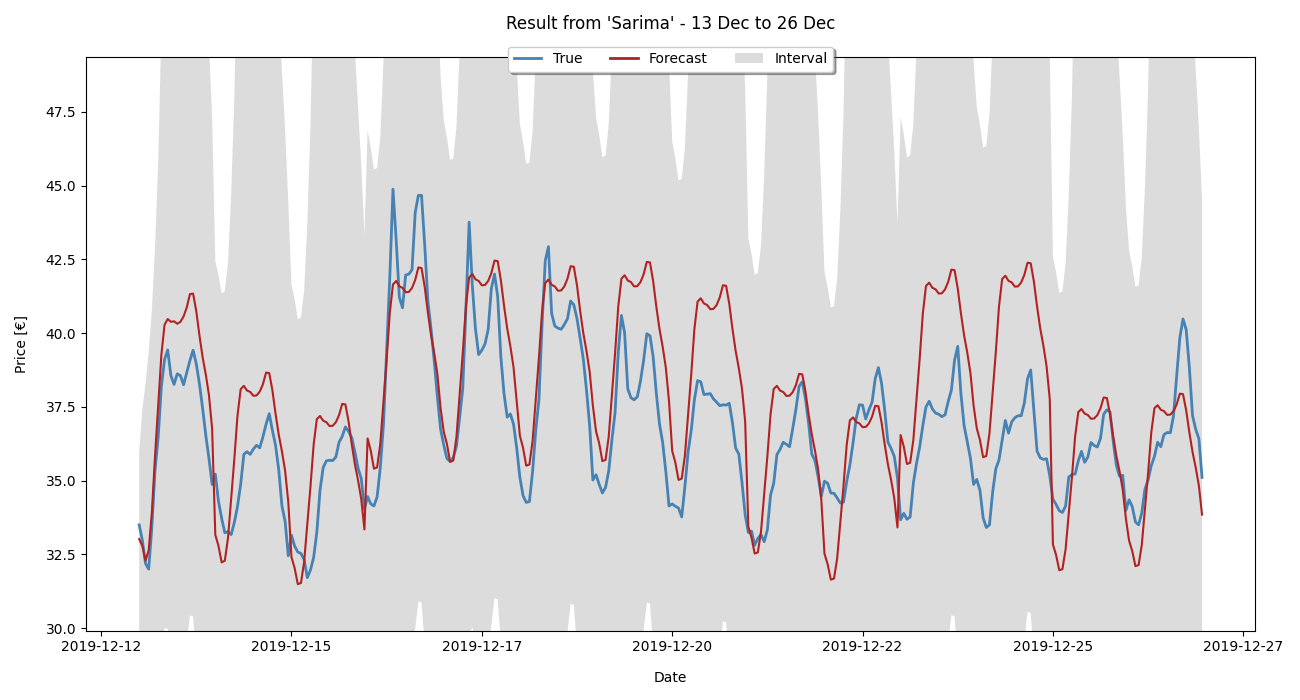 Result from 'Sarima' - 13 Dec to 26 Dec
True Forecast Interval
47.5
45.0
42.5
40.0
37.5
35.0
32.5
30.0
Price [€]
2019-12-12 2019-12-15 2019-12-17 2019-12-20 2019-12-22 2019-12-25 2019-12-27
Date